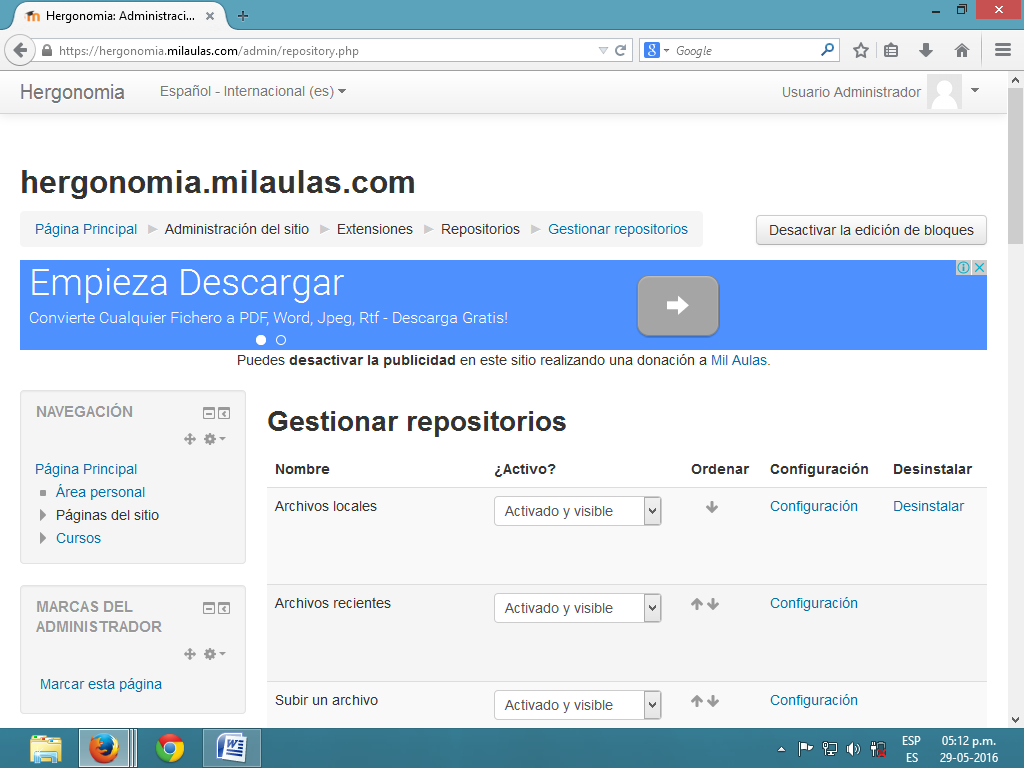 Hergonomia: Administraci...
https://hergonomia.milaulas.com/admin/repository.php
Google
Hergonomia
Español - Internacional (es)
Usuario Administrador
hergonomia.milaulas.com
Página Principal
Administración del sitio
Extensiones
Repositorios
Gestionar repositorios
Desactivar la edición de bloques
Empieza Descargar
Convierte Cualquier Fichero a PDF, Word, Jpeg, Rtf - Descarga Gratis!
Puedes desactivar la publicidad en este sitio realizando una donación a Mil Aulas.
NAVEGACIÓN
Página Principal
Área personal
Páginas del sitio
Cursos
MARCAS DEL
ADMINISTRADOR
Marcar esta página
Gestionar repositorios
Nombre ¿Activo? Ordenar Configuración Desinstalar
Archivos locales Activado y visible Configuración Desinstalar
Archivos recientes Activado y visible Configuración
Subir un archivo Activado y visible Configuración
ESP
ES
05:12 p.m.
29-05-2016